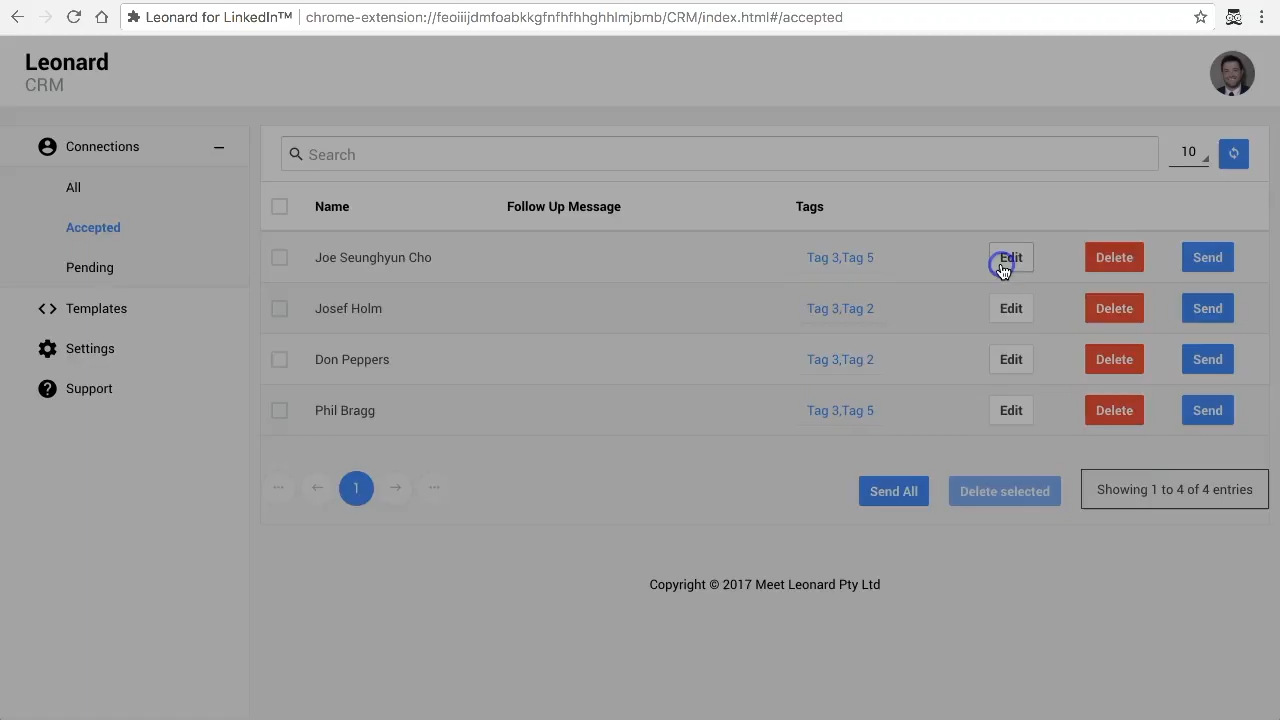 Leonard for LinkedIn™ chrome-extension://feoiiijdmfoabkkgfnfhfhhghhlmjbmb/CRM/index.html#/accepted
Leonard
CRM
Connections
All
Accepted
Pending
Templates
Settings
Support
Search 10
Name Follow Up Message Tags
Joe Seunghyun Cho Tag 3,Tag 5 Edit Delete Send
Josef Holm Tag 3,Tag 2 Edit Delete Send
Don Peppers Tag 3,Tag 2 Edit Delete Send
Phil Bragg Tag 3,Tag 5 Edit Delete Send
... ← 1 → ... Send All Delete selected Showing 1 to 4 of 4 entries
Copyright © 2017 Meet Leonard Pty Ltd